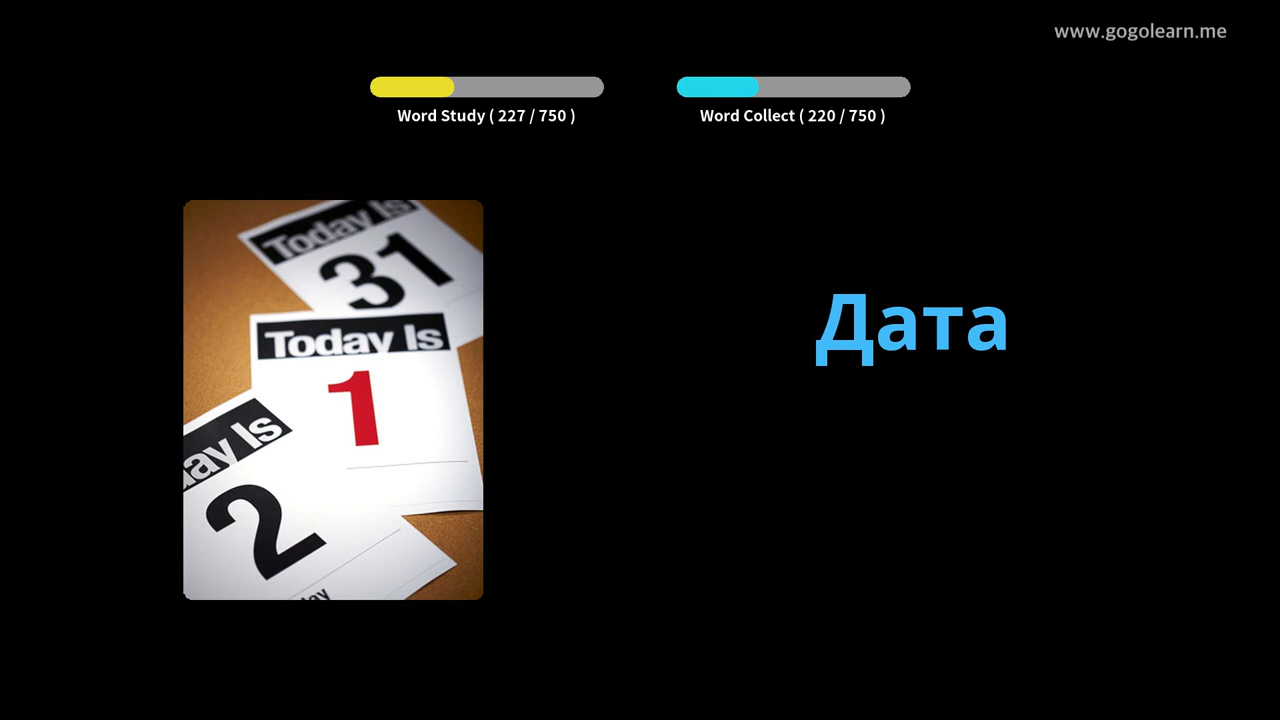 www.gogolearn.me
Word Study ( 227 / 750 )
Word Collect ( 220 / 750 )
Today Is
31
Today Is
1
Дата
ay Is
2